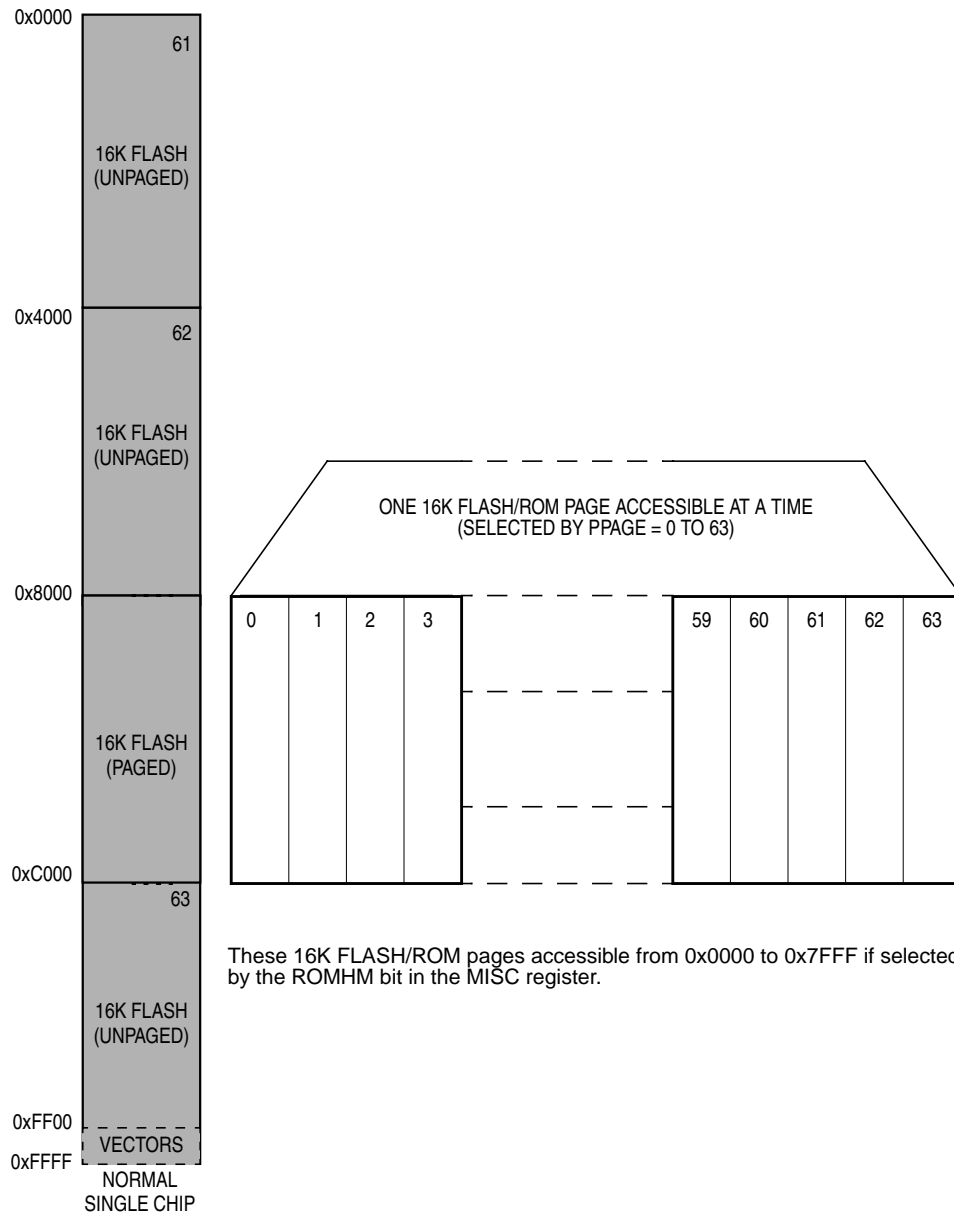 0x0000
61
16K FLASH
(UNPAGED)
0x4000
62
16K FLASH
(UNPAGED)
ONE 16K FLASH/ROM PAGE ACCESSIBLE AT A TIME
(SELECTED BY PPAGE = 0 TO 63)
0x8000
0 1 2 3 59 60 61 62 63
16K FLASH
(PAGED)
0xC000
63
These 16K FLASH/ROM pages accessible from 0x0000 to 0x7FFF if selected
by the ROMHM bit in the MISC register.
16K FLASH
(UNPAGED)
0xFF00
VECTORS
0xFFFF
NORMAL
SINGLE CHIP